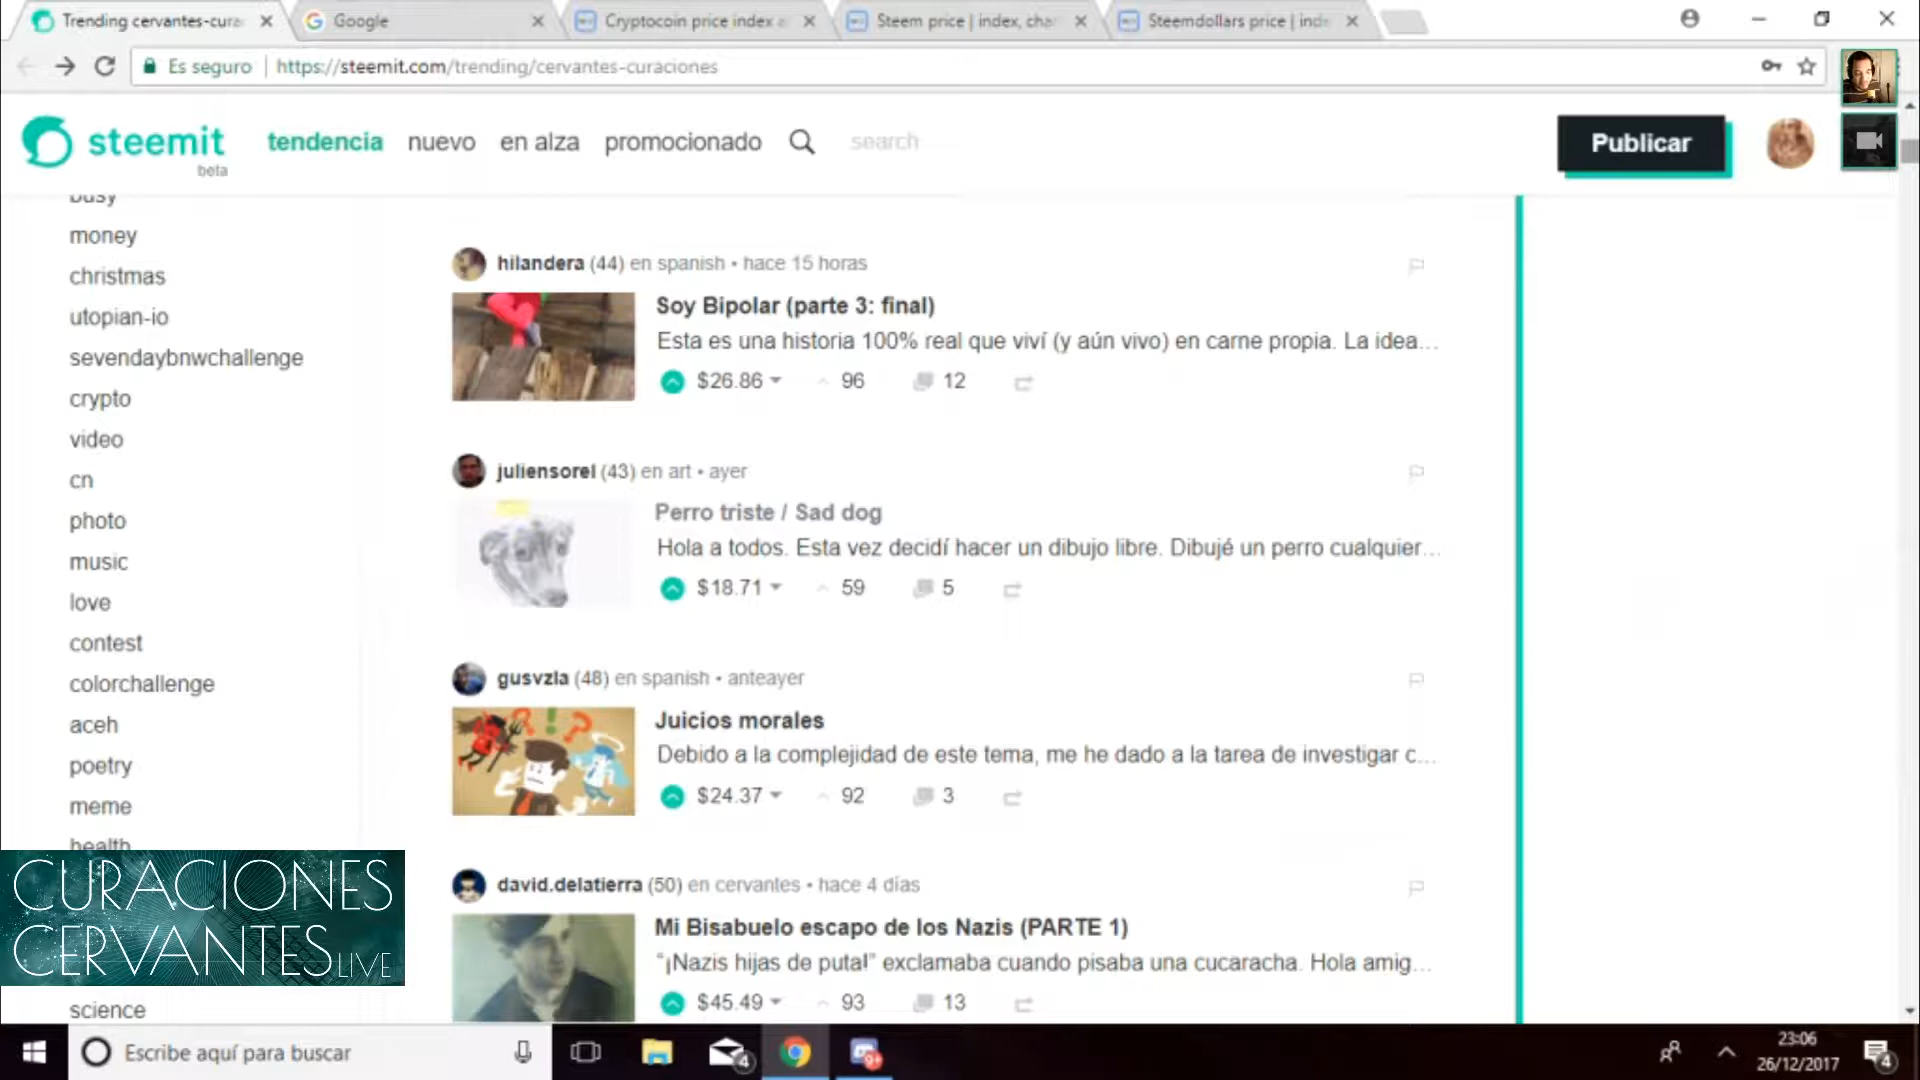 Trending cervantes-cura
Google
Cryptocoin price index a
Steem price | index, cha
Steemdollars price | ind
Es seguro
https://steemit.com/trending/cervantes-curaciones
steemit
beta
tendencia
nuevo
en alza
promocionado
search
Publicar
busy
money
christmas
utopian-io
sevendaybnwchallenge
crypto
video
cn
photo
music
love
contest
colorchallenge
aceh
poetry
meme
health
science
hilandera (44) en spanish • hace 15 horas
Soy Bipolar (parte 3: final)
Esta es una historia 100% real que viví (y aún vivo) en carne propia. La idea…
$26.86
96
12
juliensorel (43) en art • ayer
Perro triste / Sad dog
Hola a todos. Esta vez decidí hacer un dibujo libre. Dibujé un perro cualquier…
$18.71
59
5
gusvzla (48) en spanish • anteayer
Juicios morales
Debido a la complejidad de este tema, me he dado a la tarea de investigar c…
$24.37
92
3
david.delatierra (50) en cervantes • hace 4 días
Mi Bisabuelo escapo de los Nazis (PARTE 1)
“¡Nazis hijas de puta!” exclamaba cuando pisaba una cucaracha. Hola amig…
$45.49
93
13
CURACIONES
CERVANTES LIVE
Escribe aquí para buscar
4
9+
23:06
26/12/2017
4